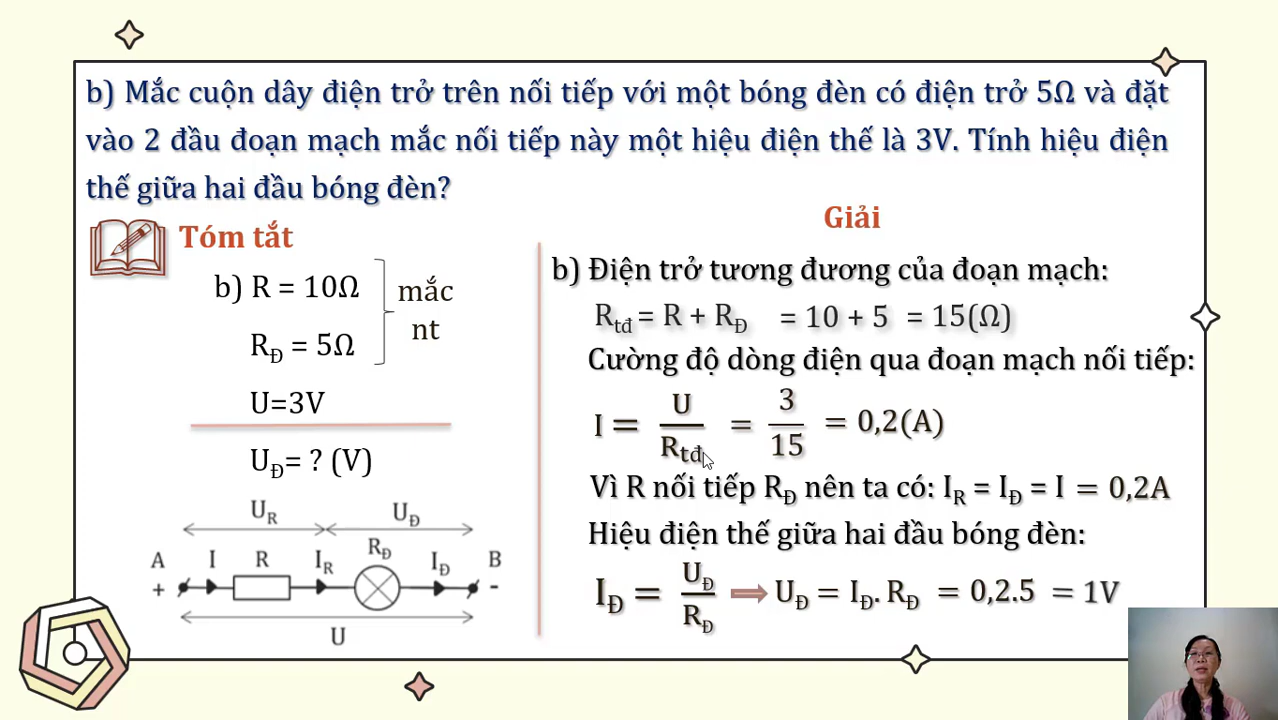 b) Mắc cuộn dây điện trở trên nối tiếp với một bóng đèn có điện trở 5Ω và đặt
vào 2 đầu đoạn mạch mắc nối tiếp này một hiệu điện thế là 3V. Tính hiệu điện
thế giữa hai đầu bóng đèn?
Tóm tắt
b) R = 10Ω
R_Đ = 5Ω
mắc
nt
U=3V
U_Đ= ? (V)
U_R U_Đ
A I R I_R R_Đ I_Đ B
+ -
U
Giải
b) Điện trở tương đương của đoạn mạch:
R_tđ = R + R_Đ = 10 + 5 = 15(Ω)
Cường độ dòng điện qua đoạn mạch nối tiếp:
I = U/R_tđ = 3/15 = 0,2(A)
Vì R nối tiếp R_Đ nên ta có: I_R = I_Đ = I = 0,2A
Hiệu điện thế giữa hai đầu bóng đèn:
I_Đ = U_Đ/R_Đ ⇒ U_Đ = I_Đ. R_Đ = 0,2.5 = 1V